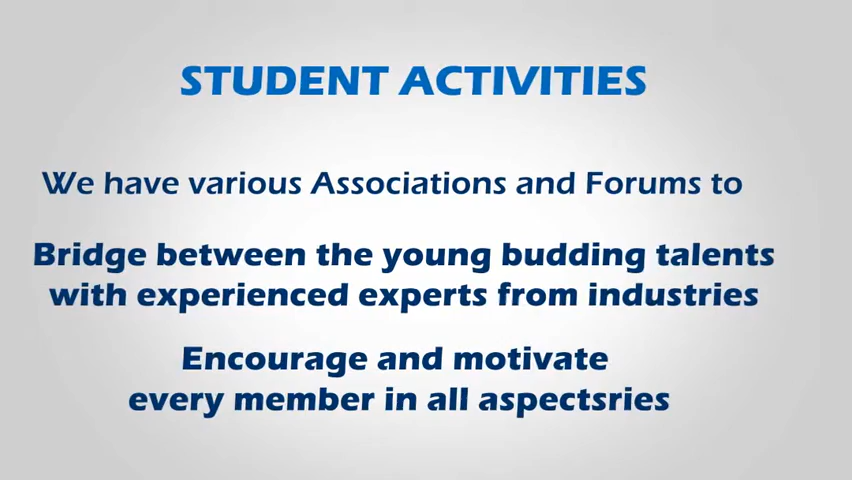 STUDENT ACTIVITIES
We have various Associations and Forums to
Bridge between the young budding talents
with experienced experts from industries
Encourage and motivate
every member in all aspectsries